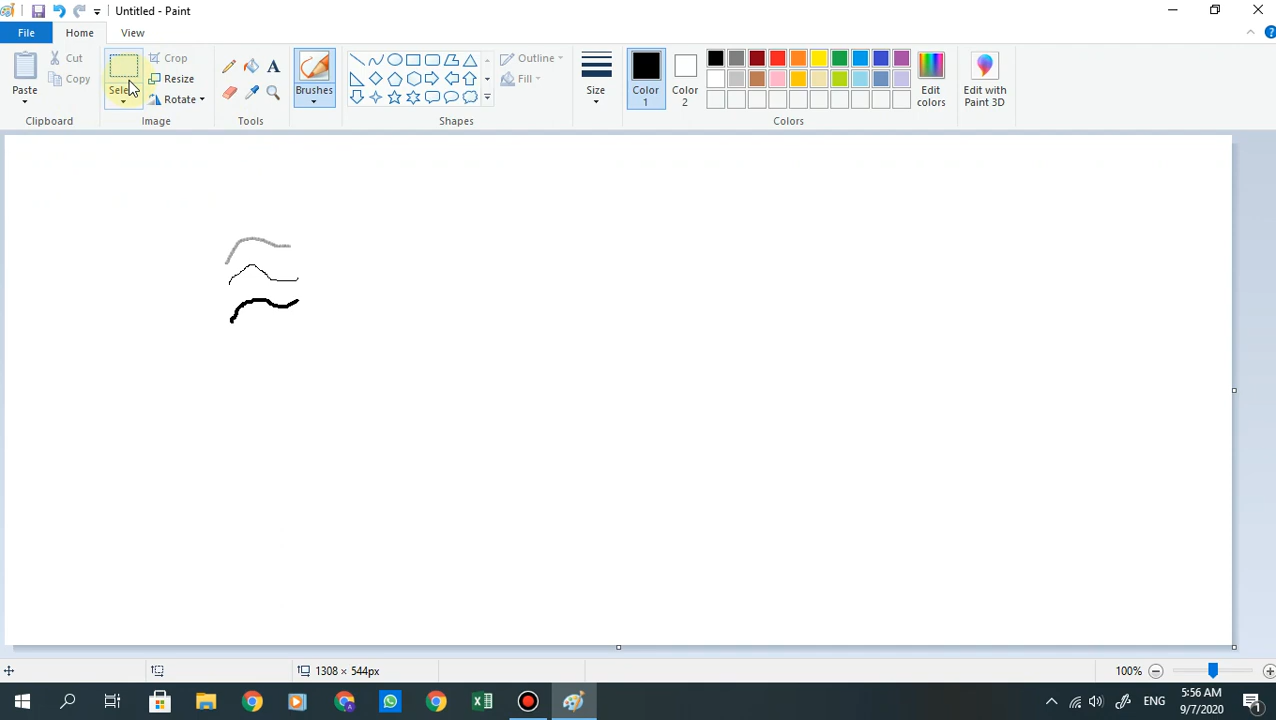 Untitled - Paint
File Home View
Paste
Cut
Copy
Clipboard
Select
Crop
Resize
Rotate
Image
A
Tools
Brushes
Shapes
Outline
Fill
Size
Color 1
Color 2
Colors
Edit colors
Edit with Paint 3D
1308 × 544px
100%
ENG
5:56 AM
9/7/2020